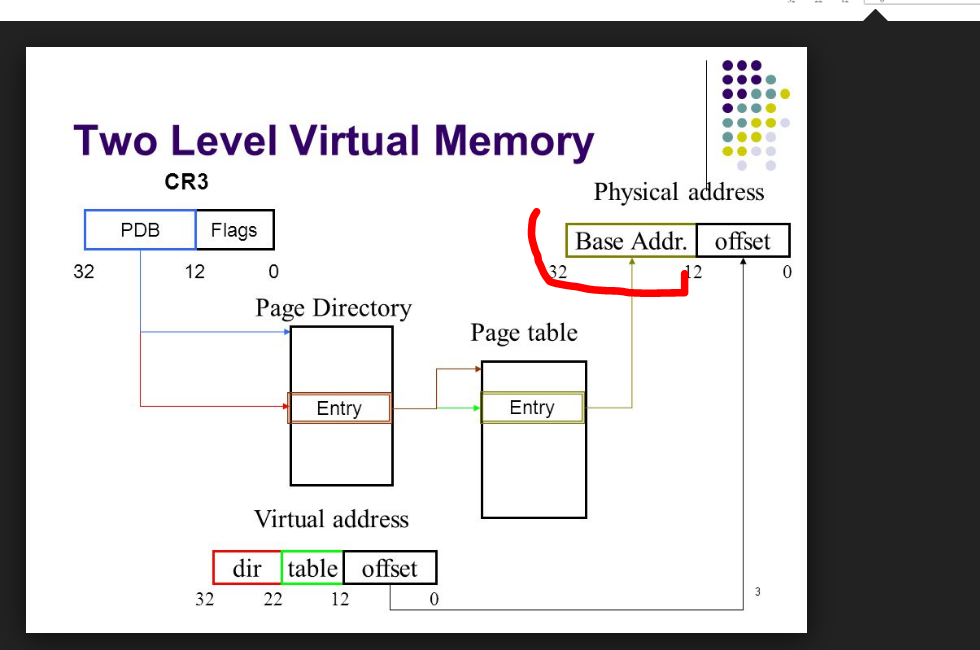 Two Level Virtual Memory
CR3
Physical address
PDB Flags
Base Addr. offset
32 12 0
32 12 0
Page Directory
Page table
Entry
Entry
Virtual address
dir table offset
32 22 12 0
3